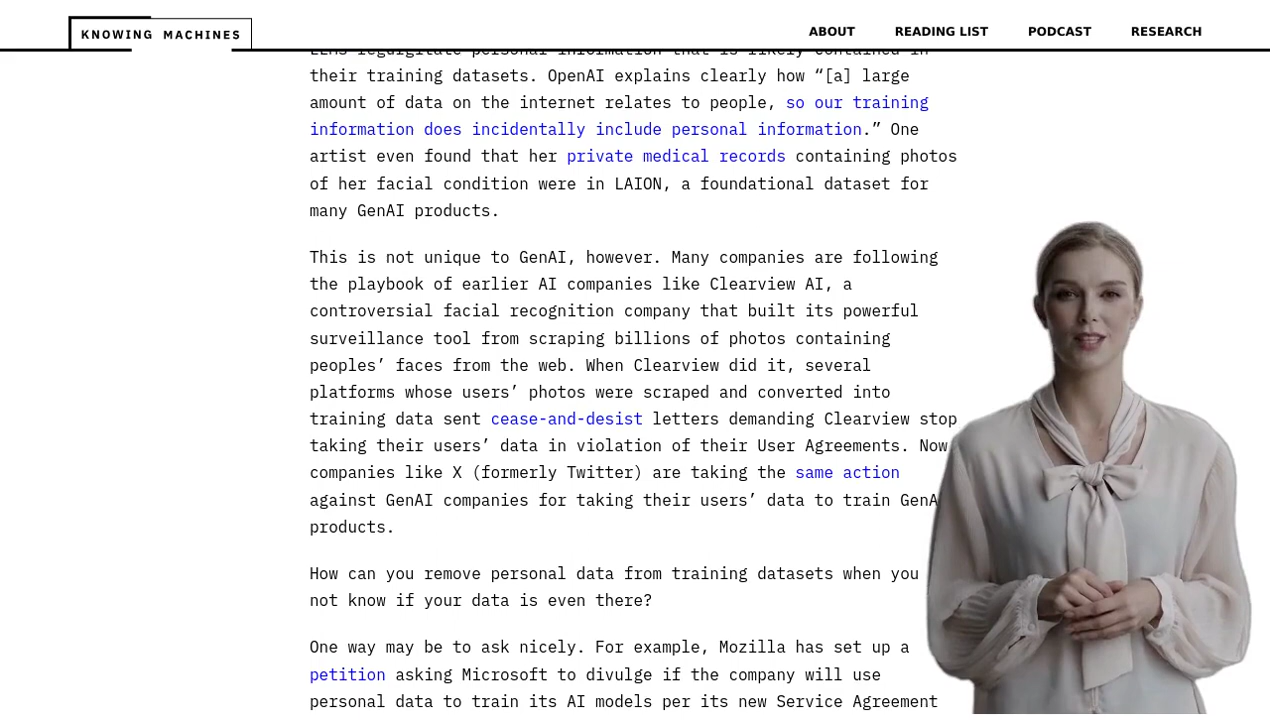 KNOWING MACHINES
ABOUT
READING LIST
PODCAST
RESEARCH
LLMs regurgitate personal information that is likely contained in
their training datasets. OpenAI explains clearly how “[a] large
amount of data on the internet relates to people, so our training
information does incidentally include personal information.” One
artist even found that her private medical records containing photos
of her facial condition were in LAION, a foundational dataset for
many GenAI products.
This is not unique to GenAI, however. Many companies are following
the playbook of earlier AI companies like Clearview AI, a
controversial facial recognition company that built its powerful
surveillance tool from scraping billions of photos containing
peoples’ faces from the web. When Clearview did it, several
platforms whose users’ photos were scraped and converted into
training data sent cease-and-desist letters demanding Clearview stop
taking their users’ data in violation of their User Agreements. Now
companies like X (formerly Twitter) are taking the same action
against GenAI companies for taking their users’ data to train GenA
products.
How can you remove personal data from training datasets when you
not know if your data is even there?
One way may be to ask nicely. For example, Mozilla has set up a
petition asking Microsoft to divulge if the company will use
personal data to train its AI models per its new Service Agreement